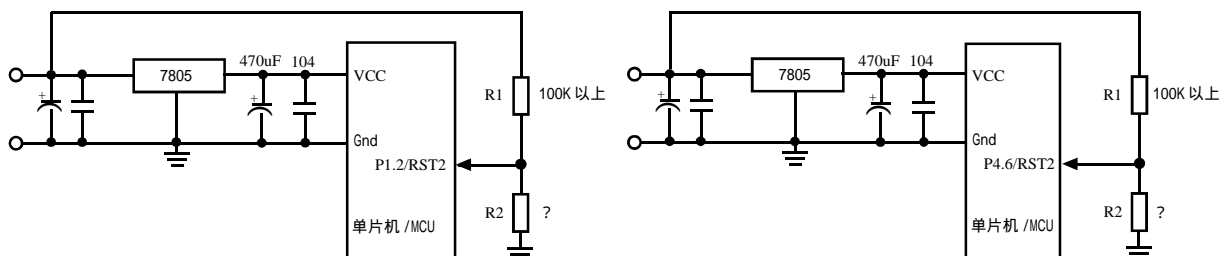 7805
470uF 104
VCC
Gnd
P1.2/RST2
单片机 /MCU
R1
100K 以上
R2
?
7805
470uF 104
VCC
Gnd
P4.6/RST2
单片机 /MCU
R1
100K 以上
R2
?
+
+
+
+